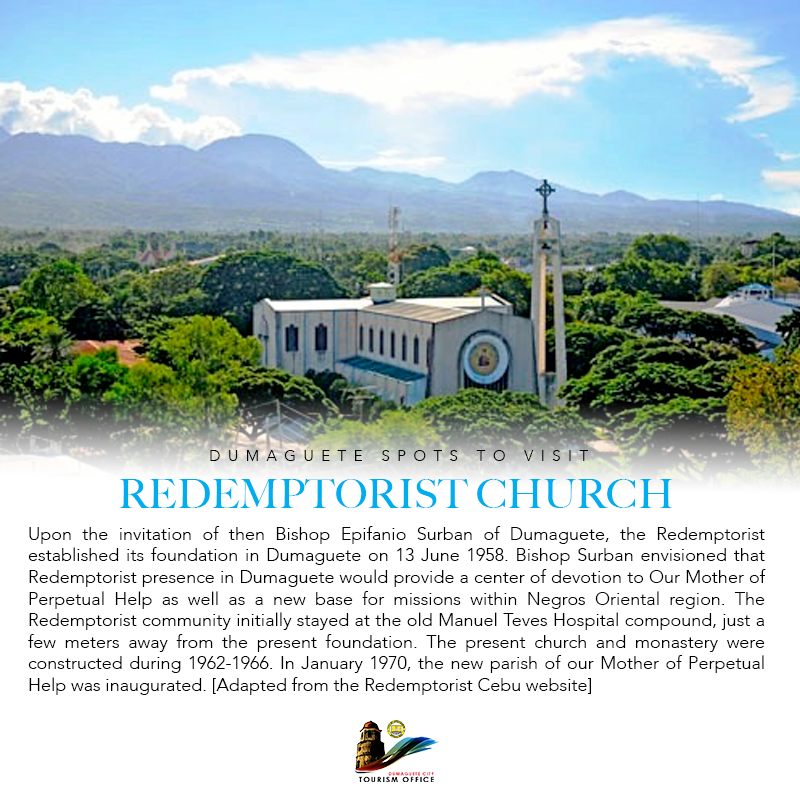 DUMAGUETE SPOTS TO VISIT
REDEMPTORIST CHURCH
Upon the invitation of then Bishop Epifanio Surban of Dumaguete, the Redemptorist
established its foundation in Dumaguete on 13 June 1958. Bishop Surban envisioned that
Redemptorist presence in Dumaguete would provide a center of devotion to Our Mother of
Perpetual Help as well as a new base for missions within Negros Oriental region. The
Redemptorist community initially stayed at the old Manuel Teves Hospital compound, just a
few meters away from the present foundation. The present church and monastery were
constructed during 1962-1966. In January 1970, the new parish of our Mother of Perpetual
Help was inaugurated. [Adapted from the Redemptorist Cebu website]
DUMAGUETE CITY
TOURISM OFFICE